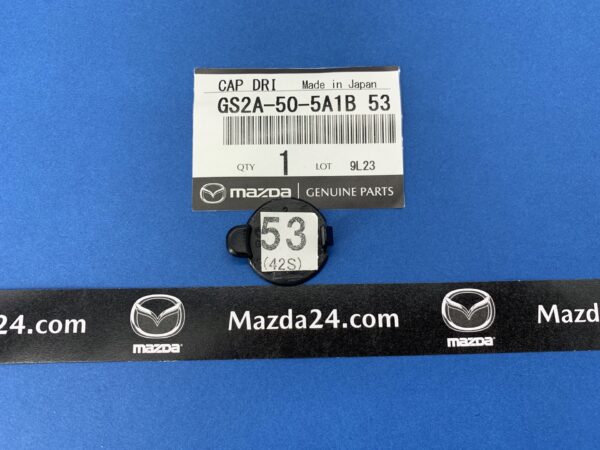 CAP DRI Made in Japan
GS2A-50-5A1B 53
QTY 1 LOT 9L23
mazda GENUINE PARTS
53
(42S)
24.com mazda Mazda24.com mazda Mazda